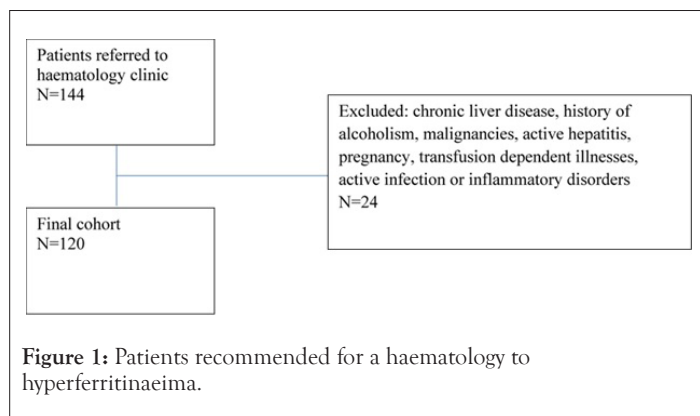 Patients referred to
haematology clinic
N=144
Excluded: chronic liver disease, history of
alcoholism, malignancies, active hepatitis,
pregnancy, transfusion dependent illnesses,
active infection or inflammatory disorders
N=24
Final cohort
N=120
Figure 1: Patients recommended for a haematology to
hyperferritinaeima.